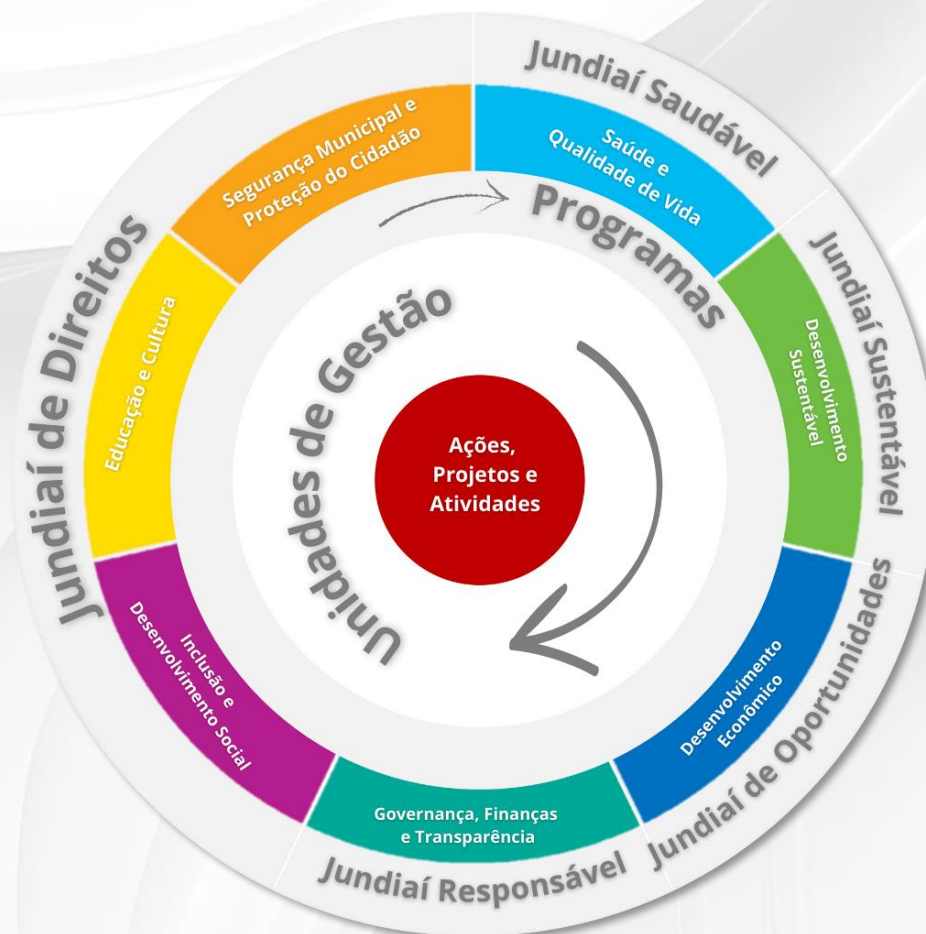 Jundiaí Saudável
Saúde e
Qualidade de Vida
Jundiaí Sustentável
Desenvolvimento
Sustentável
Jundiaí de Oportunidades
Desenvolvimento
Econômico
Jundiaí Responsável
Governança, Finanças
e Transparência
Jundiaí de Direitos
Inclusão e
Desenvolvimento Social
Educação e Cultura
Segurança Municipal e
Proteção do Cidadão
Programas
Unidades de Gestão
Ações,
Projetos e
Atividades